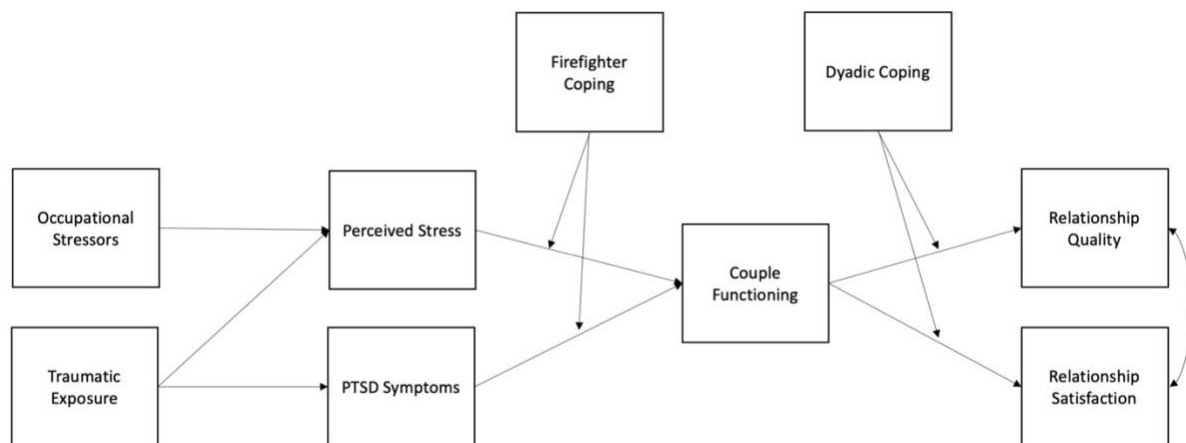 Firefighter
Coping
Dyadic Coping
Occupational
Stressors
Perceived Stress
Relationship
Quality
Couple
Functioning
Traumatic
Exposure
PTSD Symptoms
Relationship
Satisfaction